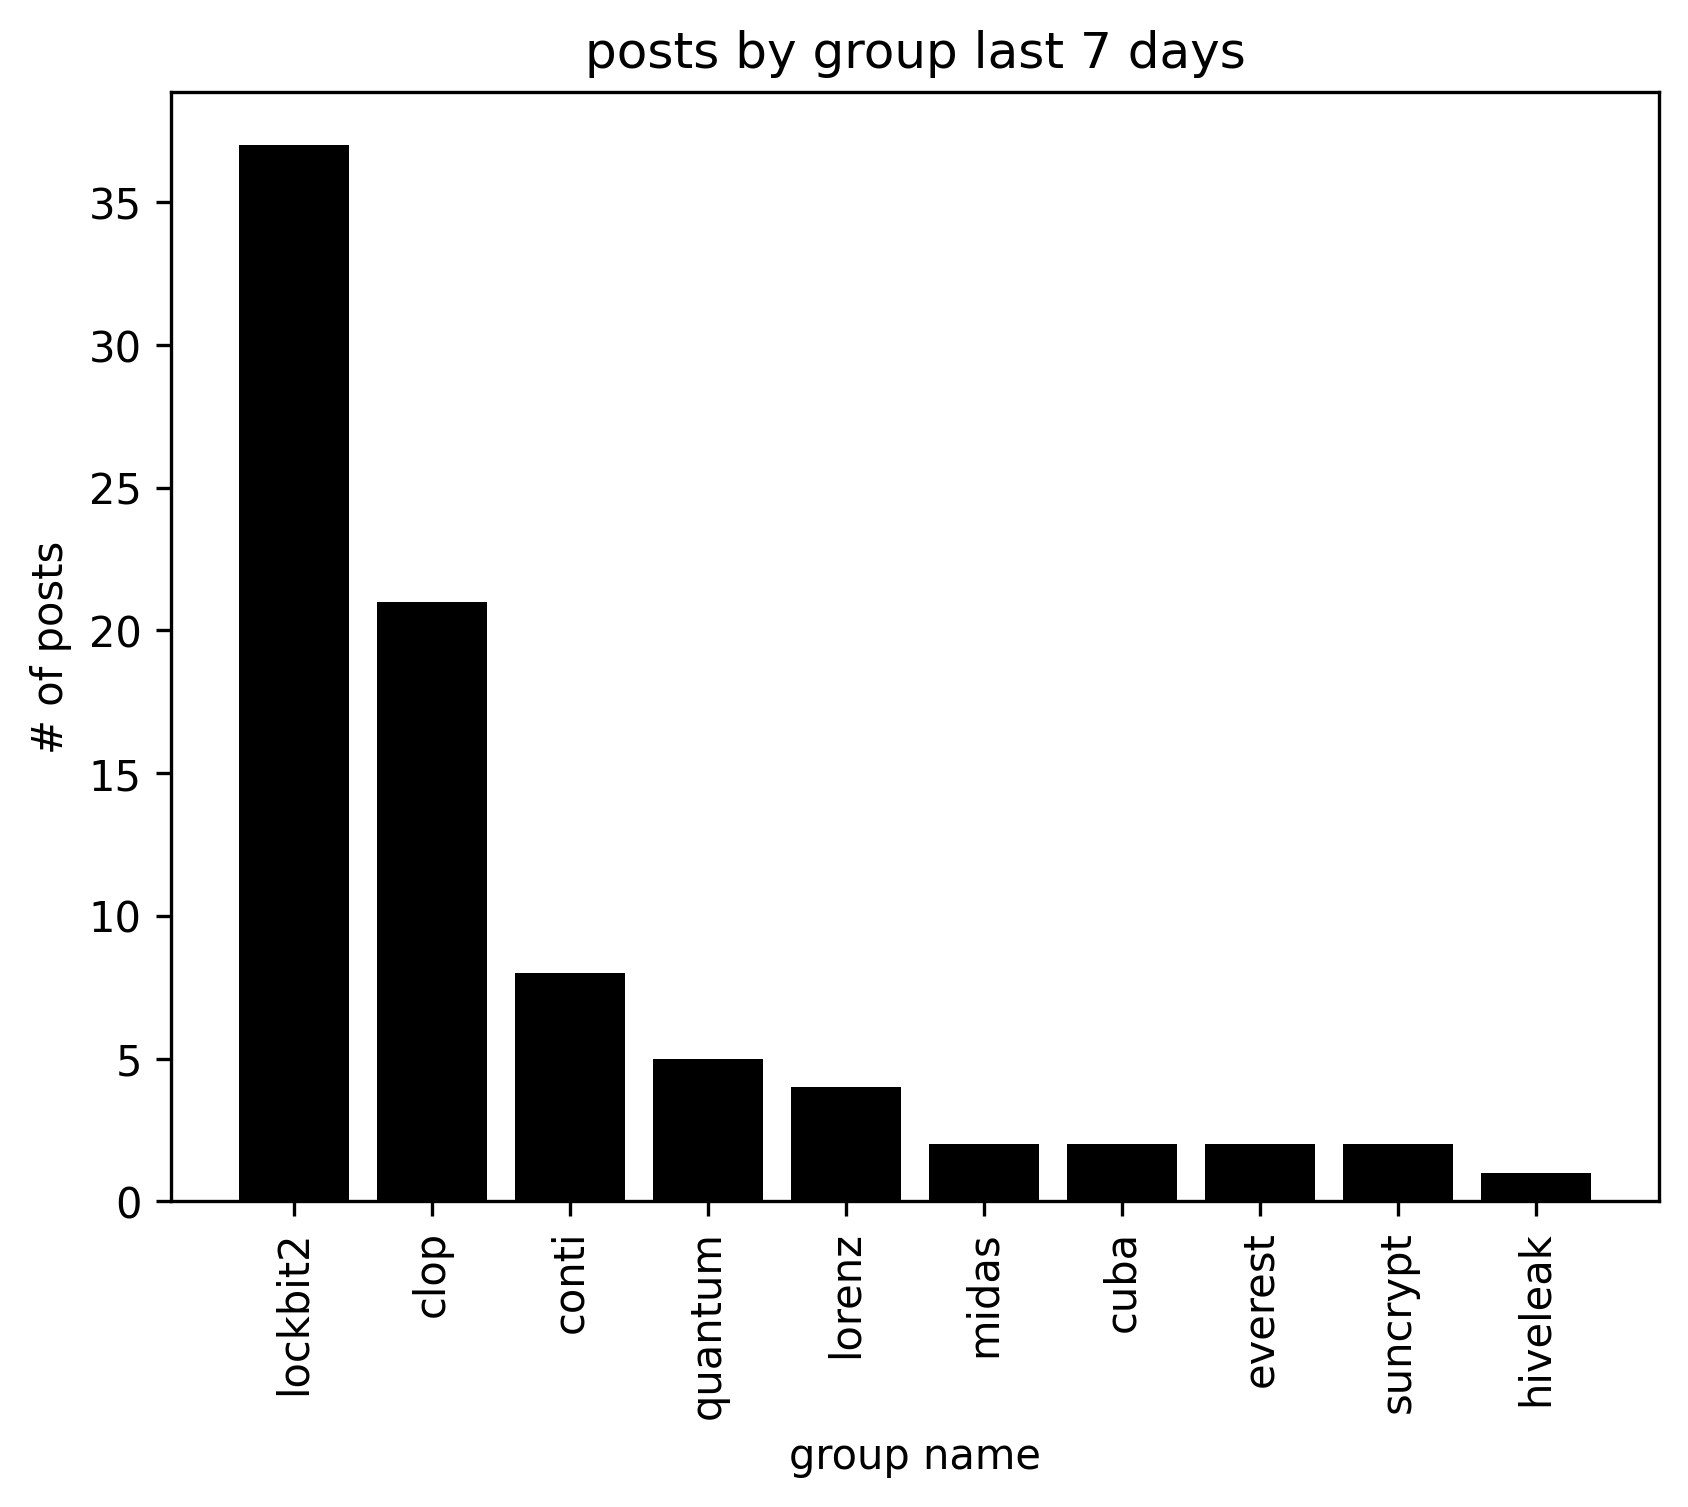 posts by group last 7 days
# of posts
35
30
25
20
15
10
5
0
lockbit2
clop
conti
quantum
lorenz
midas
cuba
everest
suncrypt
hiveleak
group name